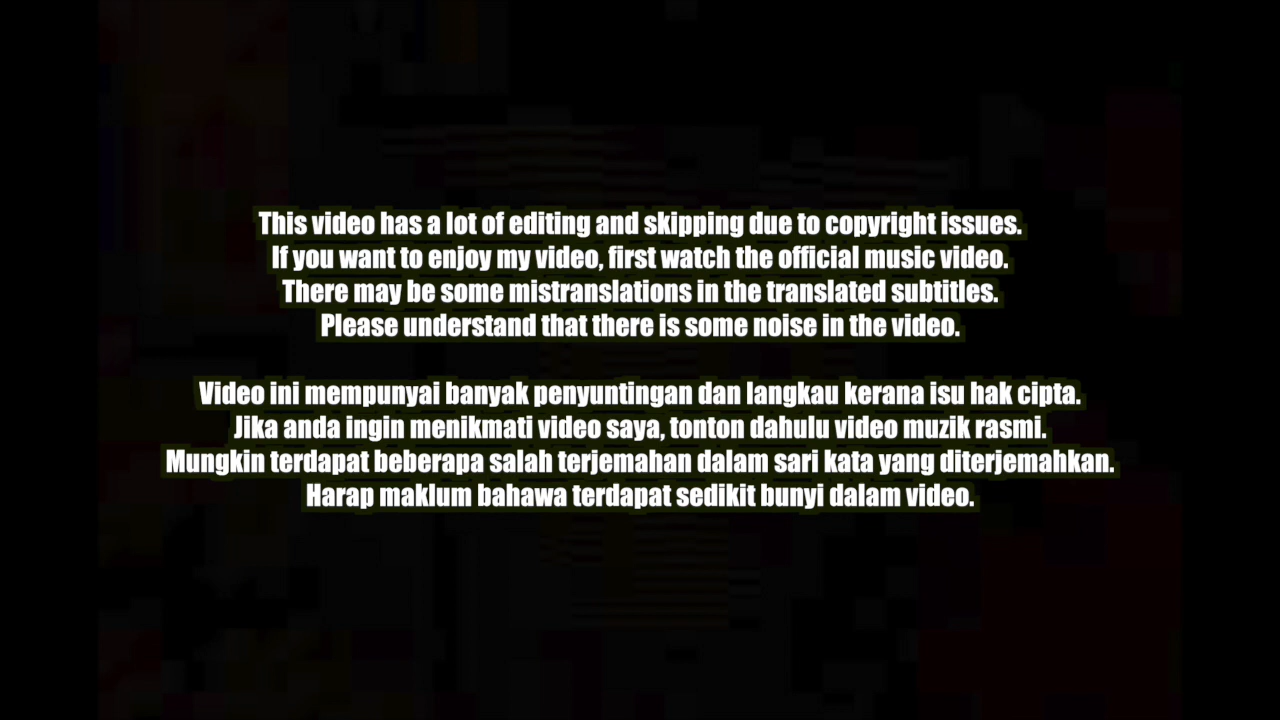 This video has a lot of editing and skipping due to copyright issues.
If you want to enjoy my video, first watch the official music video.
There may be some mistranslations in the translated subtitles.
Please understand that there is some noise in the video.
Video ini mempunyai banyak penyuntingan dan langkau kerana isu hak cipta.
Jika anda ingin menikmati video saya, tonton dahulu video muzik rasmi.
Mungkin terdapat beberapa salah terjemahan dalam sari kata yang diterjemahkan.
Harap maklum bahawa terdapat sedikit bunyi dalam video.